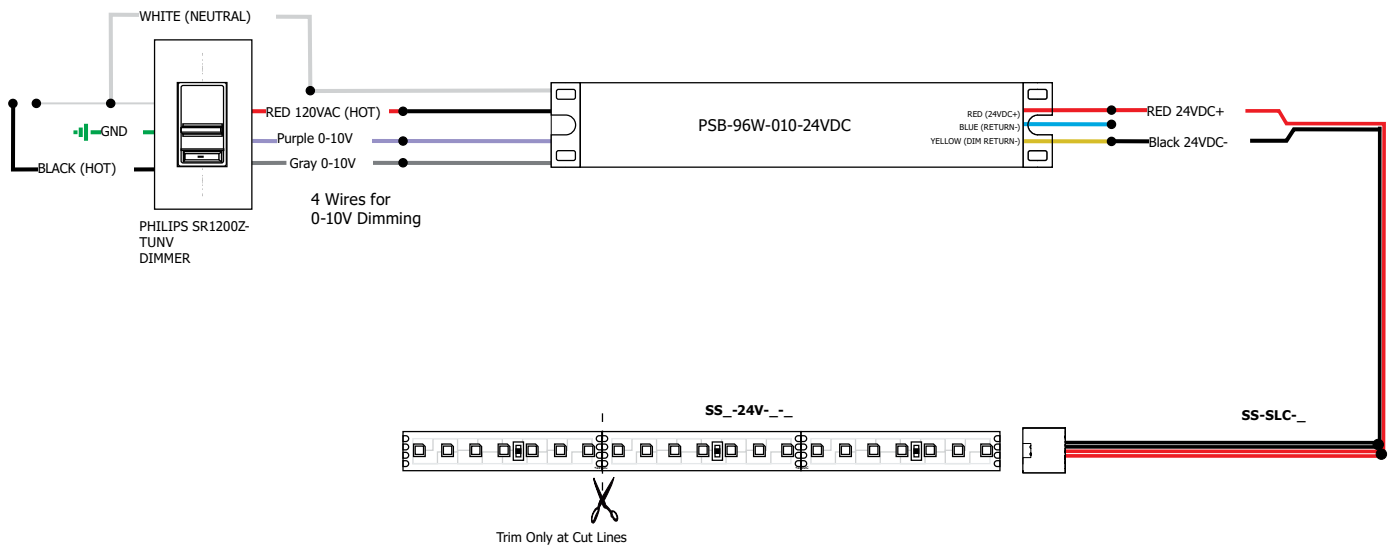 WHITE (NEUTRAL)
RED 120VAC (HOT)
GND
Purple 0-10V
Gray 0-10V
BLACK (HOT)
4 Wires for
0-10V Dimming
PHILIPS SR1200Z-
TUNV
DIMMER
PSB-96W-010-24VDC
RED (24VDC+)
BLUE (RETURN-)
YELLOW (DIM RETURN-)
RED 24VDC+
Black 24VDC-
SS_-24V-_-_
SS-SLC-_
Trim Only at Cut Lines